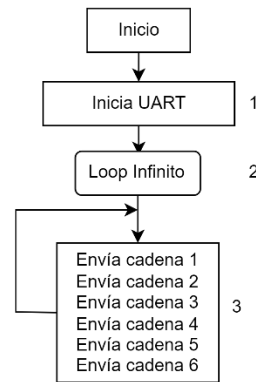 Inicio
Inicia UART 1
Loop Infinito 2
Envía cadena 1
Envía cadena 2
Envía cadena 3 3
Envía cadena 4
Envía cadena 5
Envía cadena 6